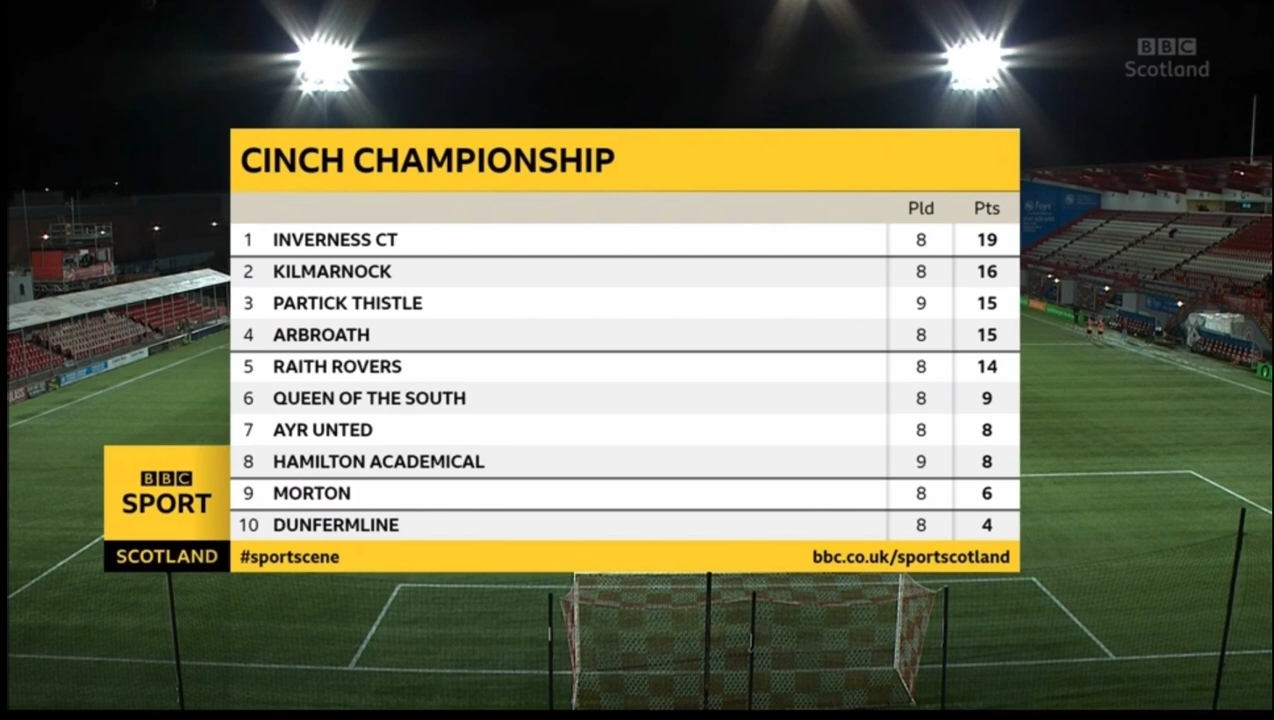 BBC
Scotland
CINCH CHAMPIONSHIP
Pld Pts
1 INVERNESS CT 8 19
2 KILMARNOCK 8 16
3 PARTICK THISTLE 9 15
4 ARBROATH 8 15
5 RAITH ROVERS 8 14
6 QUEEN OF THE SOUTH 8 9
7 AYR UNTED 8 8
8 HAMILTON ACADEMICAL 9 8
9 MORTON 8 6
10 DUNFERMLINE 8 4
BBC
SPORT
SCOTLAND
#sportscene bbc.co.uk/sportscotland